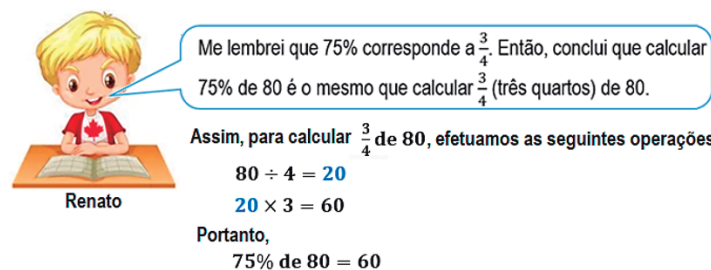 Me lembrei que 75% corresponde a 3/4. Então, conclui que calcular
75% de 80 é o mesmo que calcular 3/4 (três quartos) de 80.
Assim, para calcular 3/4 de 80, efetuamos as seguintes operações
80 ÷ 4 = 20
20 × 3 = 60
Renato
Portanto,
75% de 80 = 60